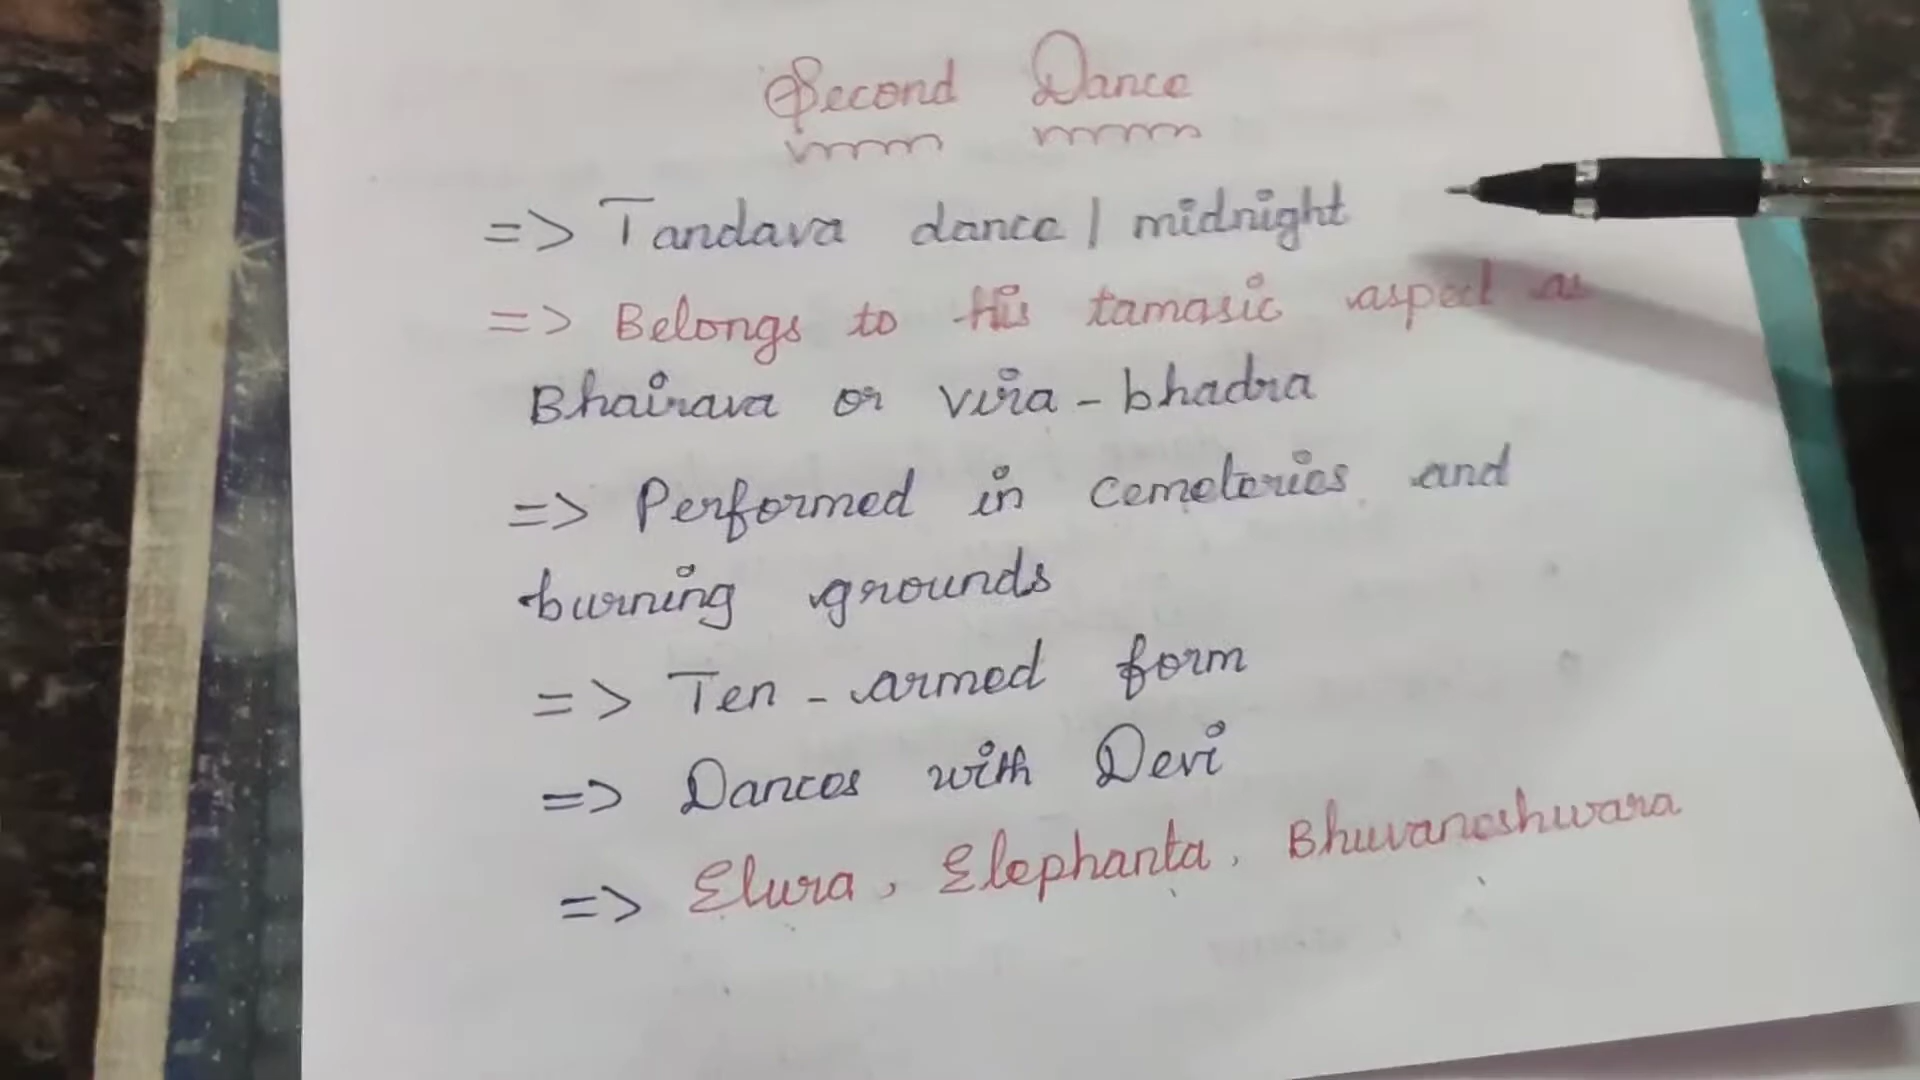 Second Dance
=> Tandava dance | midnight
=> Belongs to his tamasic aspect as
Bhairava or vira - bhadra
=> Performed in cemeteries and
burning grounds
=> Ten - armed form
=> Dances with Devi
=> Elura, Elephanta, Bhuvaneshwara